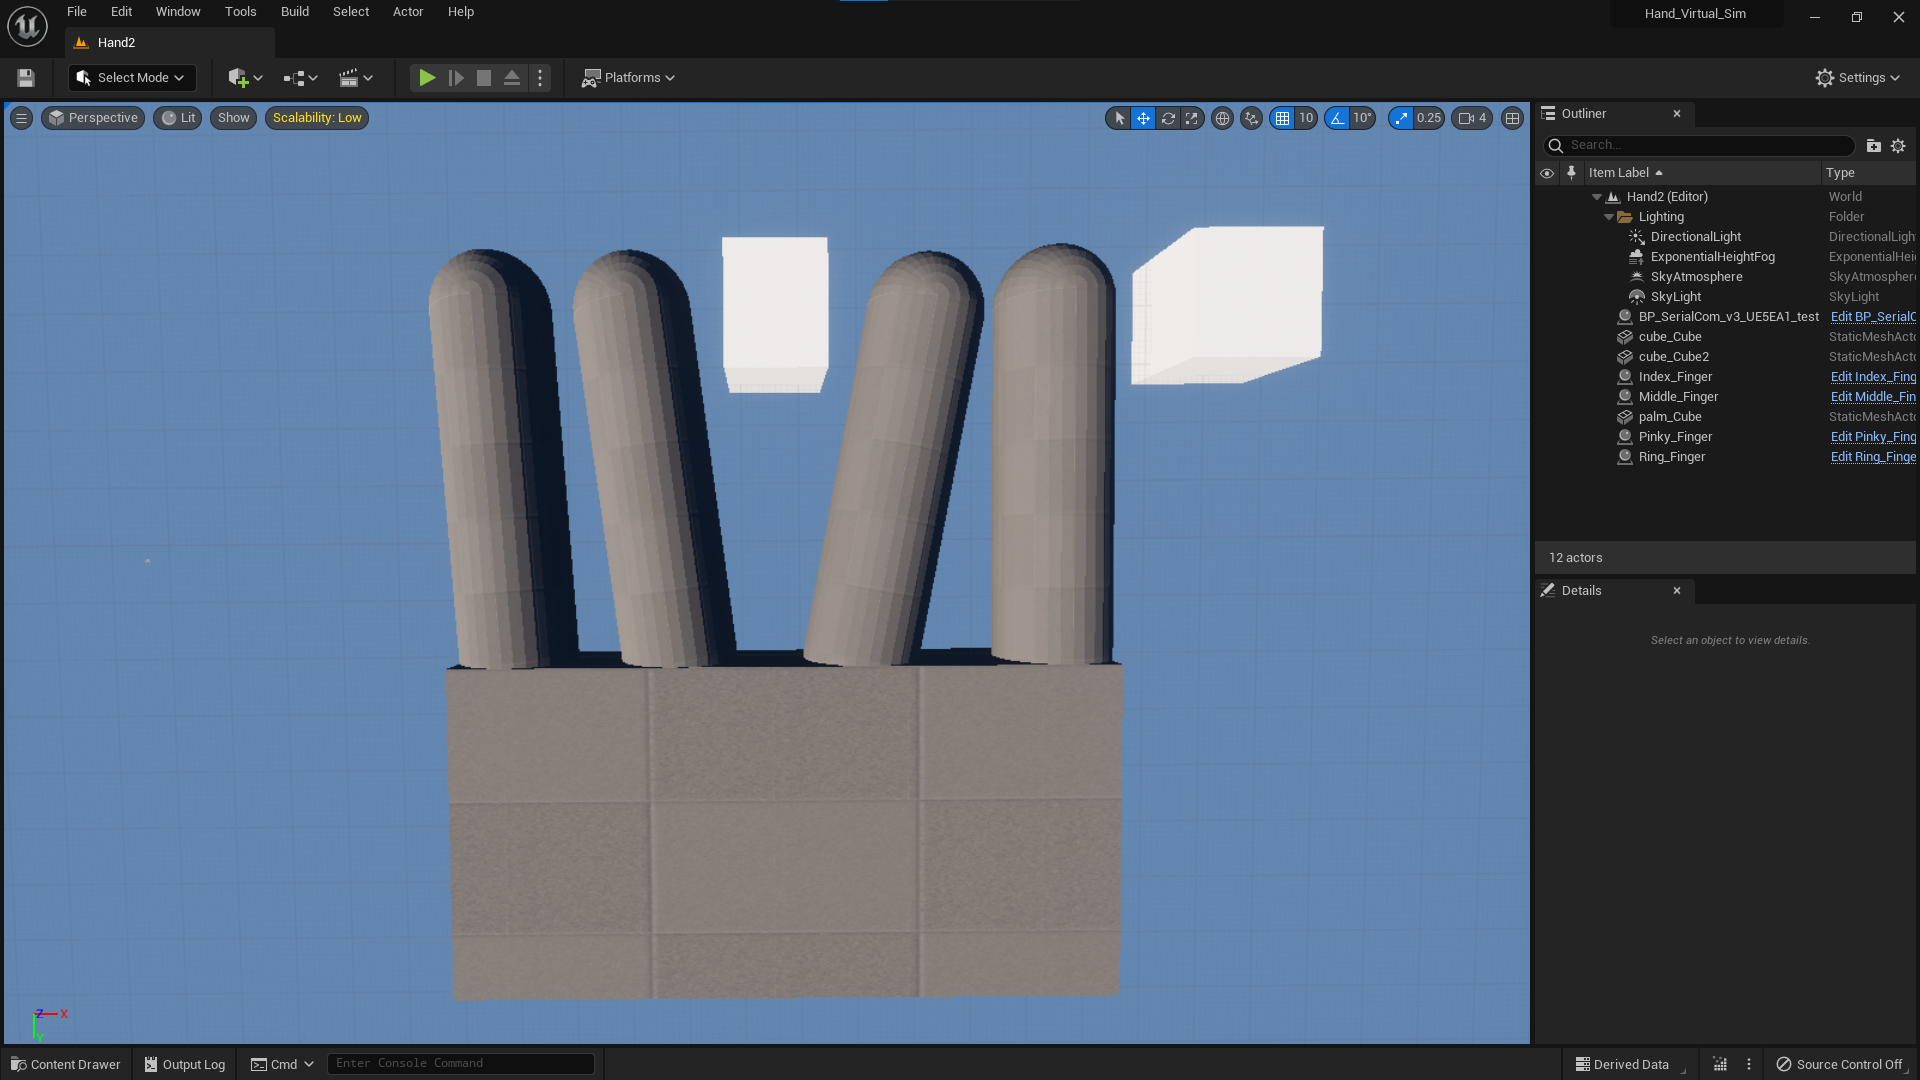 File Edit Window Tools Build Select Actor Help
Hand_Virtual_Sim
Hand2
Select Mode
Platforms
Settings
Perspective
Lit
Show
Scalability: Low
10
10°
0.25
4
Outliner
Search...
Item Label Type
Hand2 (Editor) World
Lighting Folder
DirectionalLight DirectionalLigh
ExponentialHeightFog ExponentialHei
SkyAtmosphere SkyAtmospher
SkyLight SkyLight
BP_SerialCom_v3_UE5EA1_test Edit BP_SerialC
cube_Cube StaticMeshAct
cube_Cube2 StaticMeshAct
Index_Finger Edit Index_Fing
Middle_Finger Edit Middle_Fin
palm_Cube StaticMeshAct
Pinky_Finger Edit Pinky_Fing
Ring_Finger Edit Ring_Finge
12 actors
Details
Select an object to view details.
Z X
Y
Content Drawer
Output Log
Cmd
Enter Console Command
Derived Data
Source Control Off